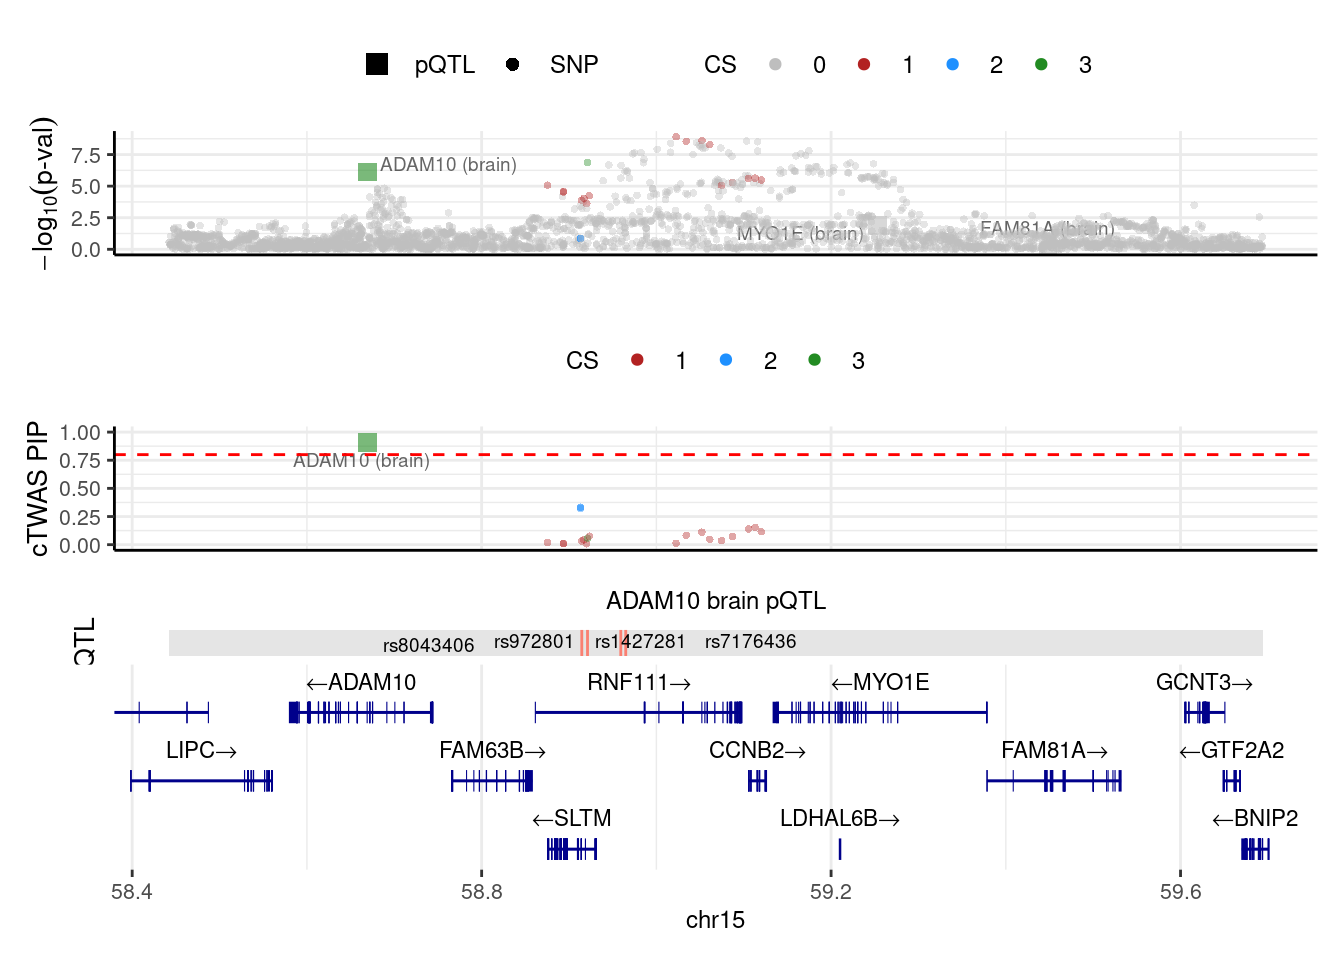 pQTL SNP CS 0 1 2 3
−log10(p-val)
7.5
5.0
2.5
0.0
ADAM10 (brain)
MYO1E (brain)
FAM81A (brain)
CS 1 2 3
cTWAS PIP
1.00
0.75
0.50
0.25
0.00
ADAM10 (brain)
ADAM10 brain pQTL
QTL
rs8043406 rs972801 rs1427281 rs7176436
←ADAM10 RNF111→ ←MYO1E GCNT3→
LIPC→ FAM63B→ CCNB2→ FAM81A→ ←GTF2A2
←SLTM LDHAL6B→ ←BNIP2
58.4 58.8 59.2 59.6
chr15